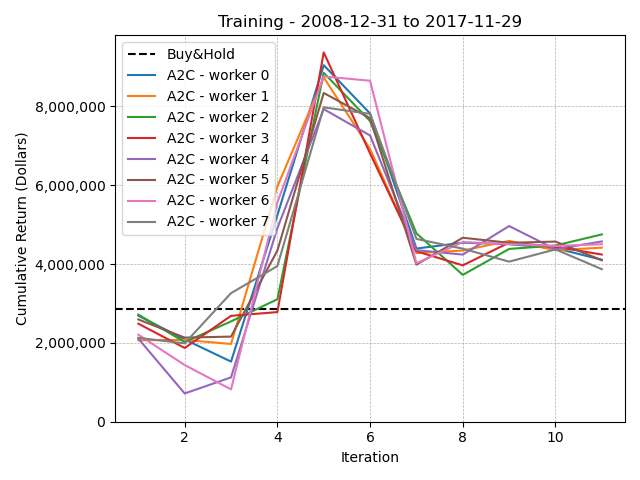 Training - 2008-12-31 to 2017-11-29
Buy&Hold
A2C - worker 0
A2C - worker 1
A2C - worker 2
A2C - worker 3
A2C - worker 4
A2C - worker 5
A2C - worker 6
A2C - worker 7
Cumulative Return (Dollars)
8,000,000
6,000,000
4,000,000
2,000,000
0
2
4
6
8
10
Iteration